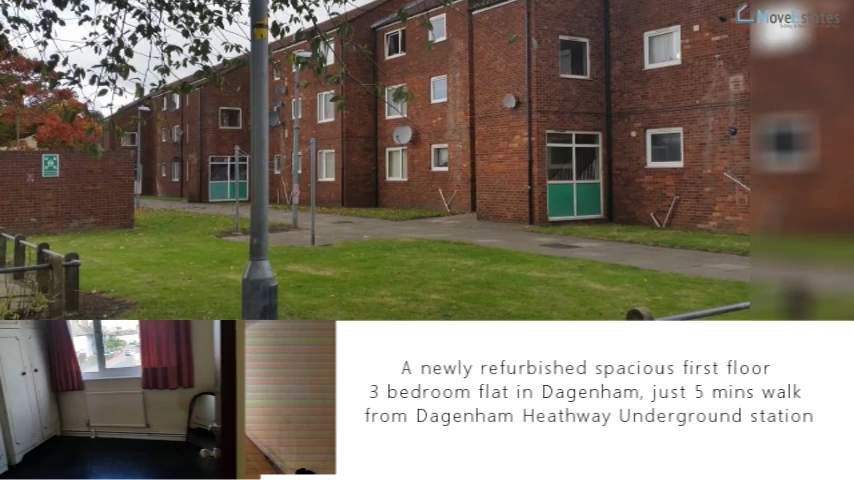 MoveEstates
A newly refurbished spacious first floor
3 bedroom flat in Dagenham, just 5 mins walk
from Dagenham Heathway Underground station